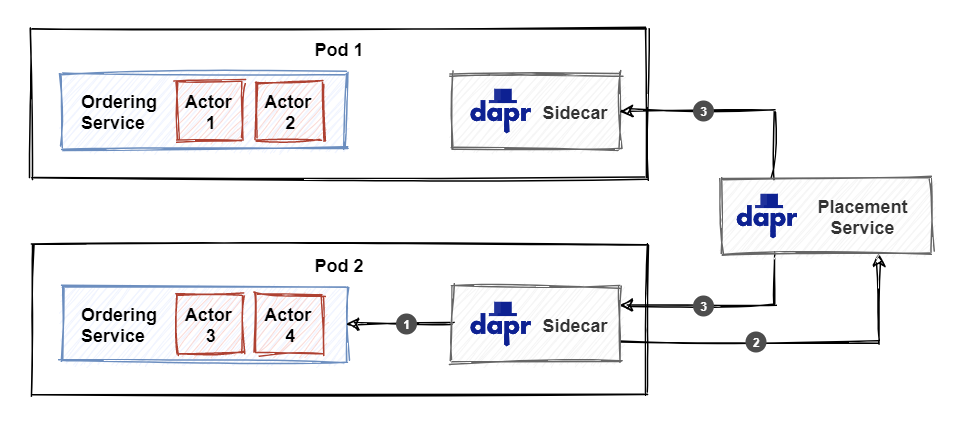 Pod 1
Ordering
Service
Actor
1
Actor
2
dapr
Sidecar
3
dapr
Placement
Service
Pod 2
Ordering
Service
Actor
3
Actor
4
1
dapr
Sidecar
3
2